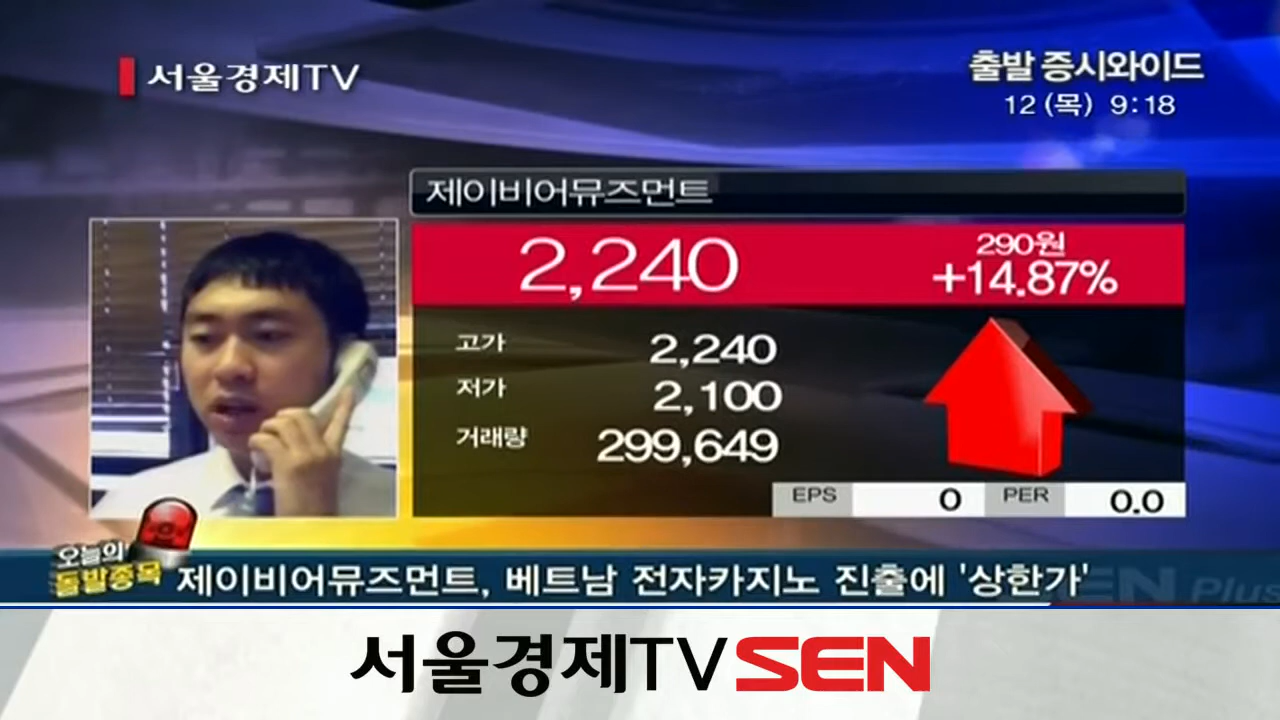 서울경제TV
출발 증시와이드
12 (목) 9:18
제이비어뮤즈먼트
2,240
290원
+14.87%
고가 2,240
저가 2,100
거래량 299,649
EPS 0 PER 0.0
오늘의
돌발종목
제이비어뮤즈먼트, 베트남 전자카지노 진출에 '상한가'
SEN Plus
서울경제TV SEN